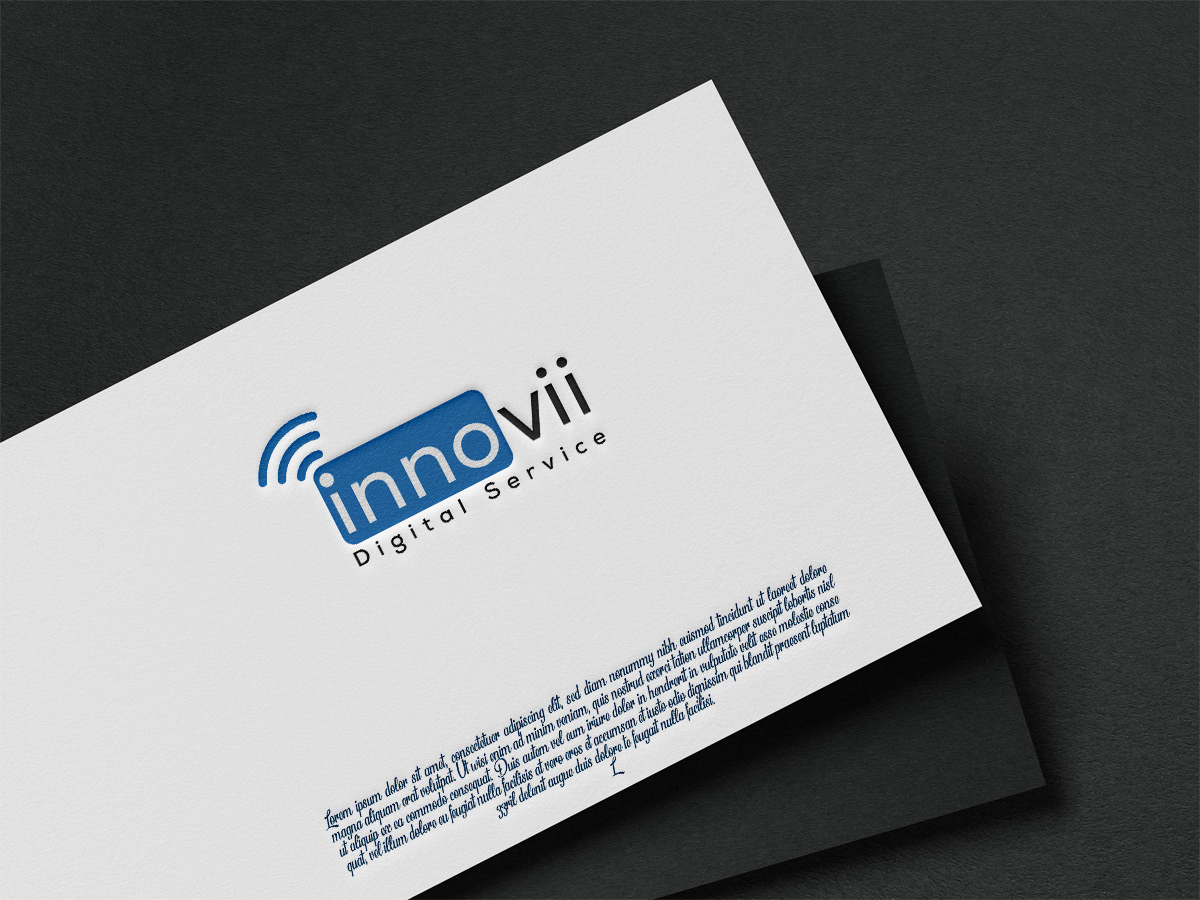 innovii
Digital Service
Lorem ipsum dolor sit amet, consectetuer adipiscing elit, sed diam nonummy nibh euismod tincidunt ut laoreet dolore
magna aliquam erat volutpat. Ut wisi enim ad minim veniam, quis nostrud exerci tation ullamcorper suscipit lobortis nisl
ut aliquip ex ea commodo consequat. Duis autem vel eum iriure dolor in hendrerit in vulputate velit esse molestie conse
quat, vel illum dolore eu feugiat nulla facilisis at vero eros et accumsan et iusto odio dignissim qui blandit praesent luptatum
zzril delenit augue duis dolore te feugait nulla facilisi.
L